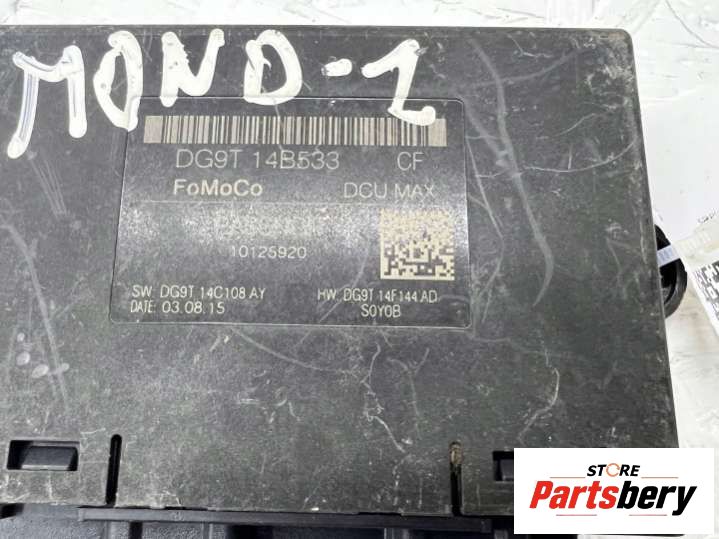 MOND-1
DG9T 14B533 CF
FoMoCo DCU MAX
10125920
SW: DG9T 14C108 AY HW: DG9T 14F144 AD
DATE: 03.08.15 S0Y0B
STORE
Partsbery